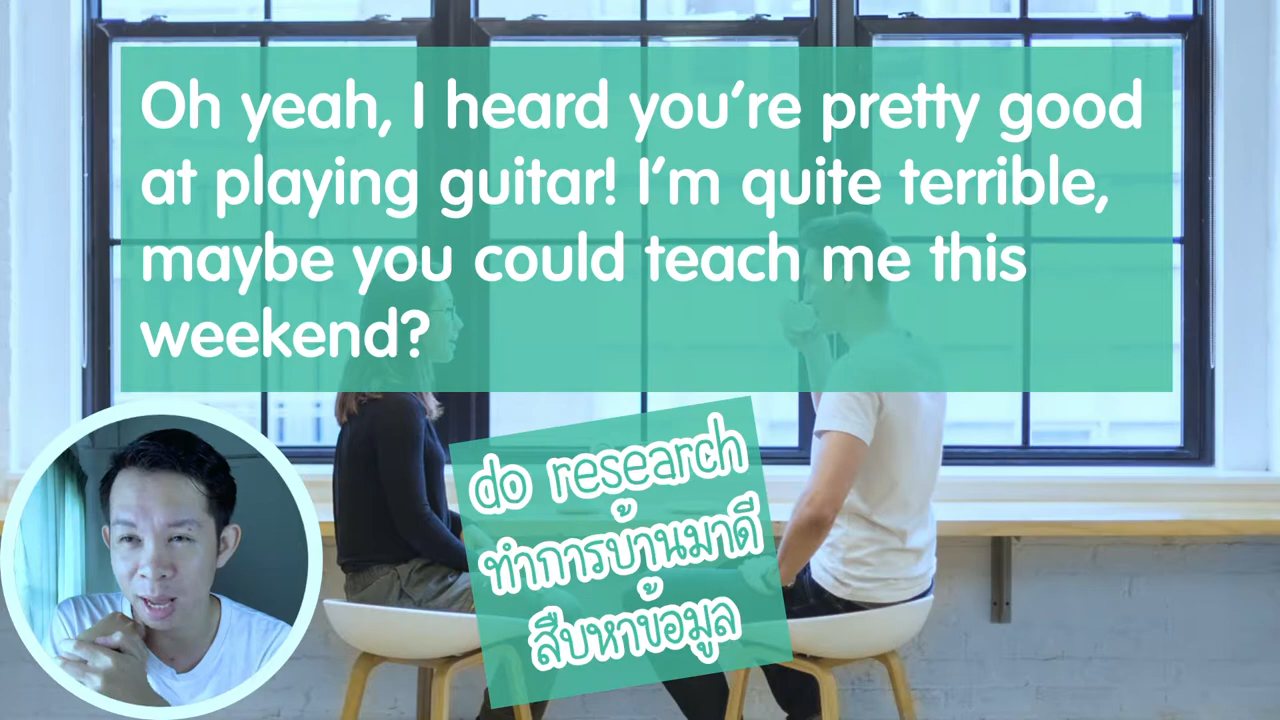 Oh yeah, I heard you’re pretty good
at playing guitar! I’m quite terrible,
maybe you could teach me this
weekend?
do research
ทำการบ้านมาดี
สืบหาข้อมูล